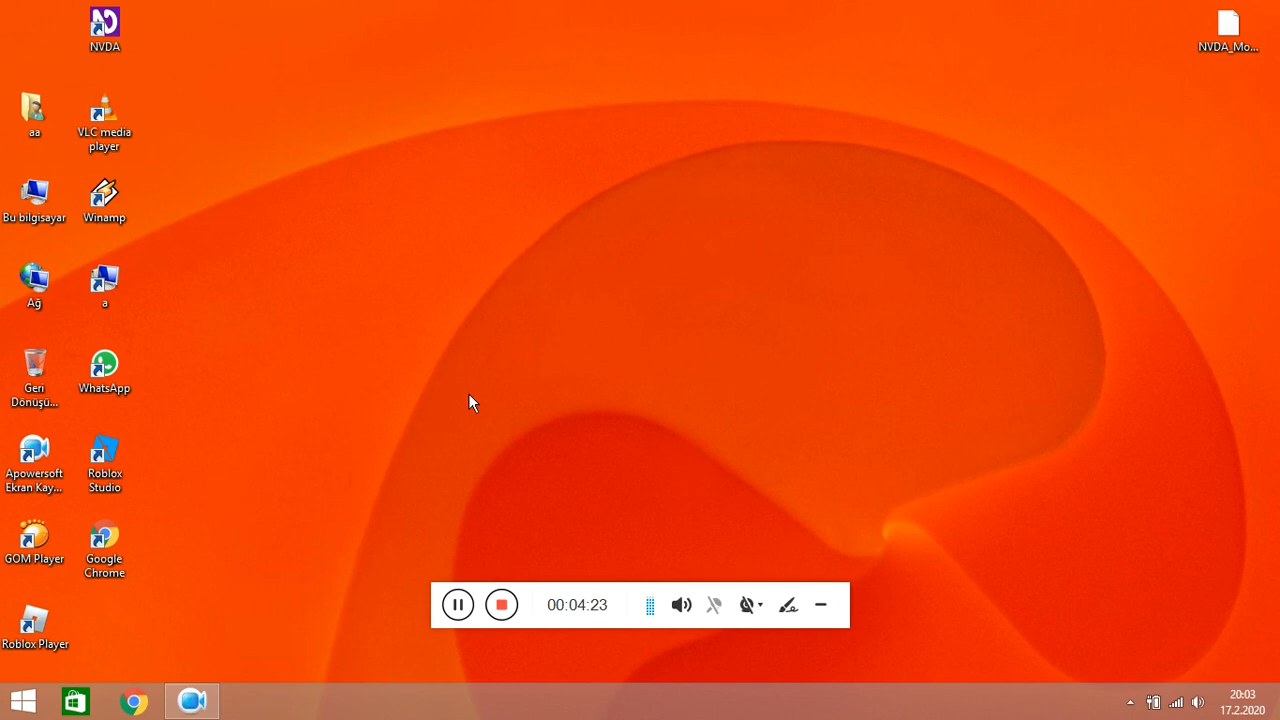 NVDA
NVDA_Mo...
aa
VLC media
player
Bu bilgisayar
Winamp
Ağ
a
Geri
Dönüşü...
WhatsApp
Apowersoft
Ekran Kay...
Roblox
Studio
GOM Player
Google
Chrome
Roblox Player
00:04:23
20:03
17.2.2020